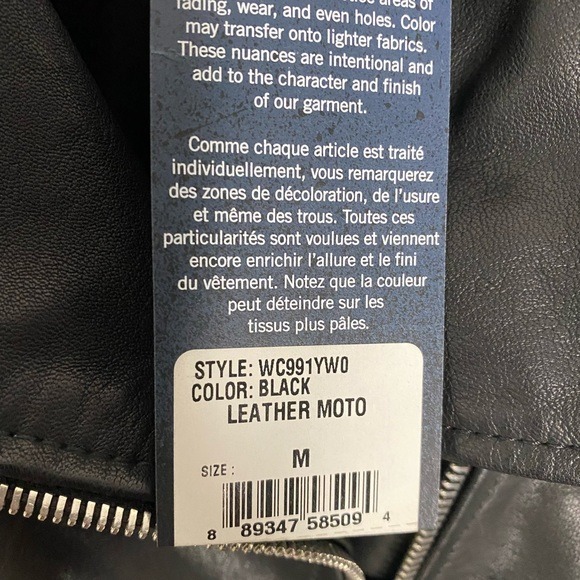 areas of
fading, wear, and even holes. Color
may transfer onto lighter fabrics.
These nuances are intentional and
add to the character and finish
of our garment.
Comme chaque article est traité
individuellement, vous remarquerez
des zones de décoloration, de l'usure
et même des trous. Toutes ces
particularités sont voulues et viennent
encore enrichir l'allure et le fini
du vêtement. Notez que la couleur
peut déteindre sur les
tissus plus pâles.
STYLE: WC991YW0
COLOR: BLACK
LEATHER MOTO
SIZE: M
8 89347 58509 4